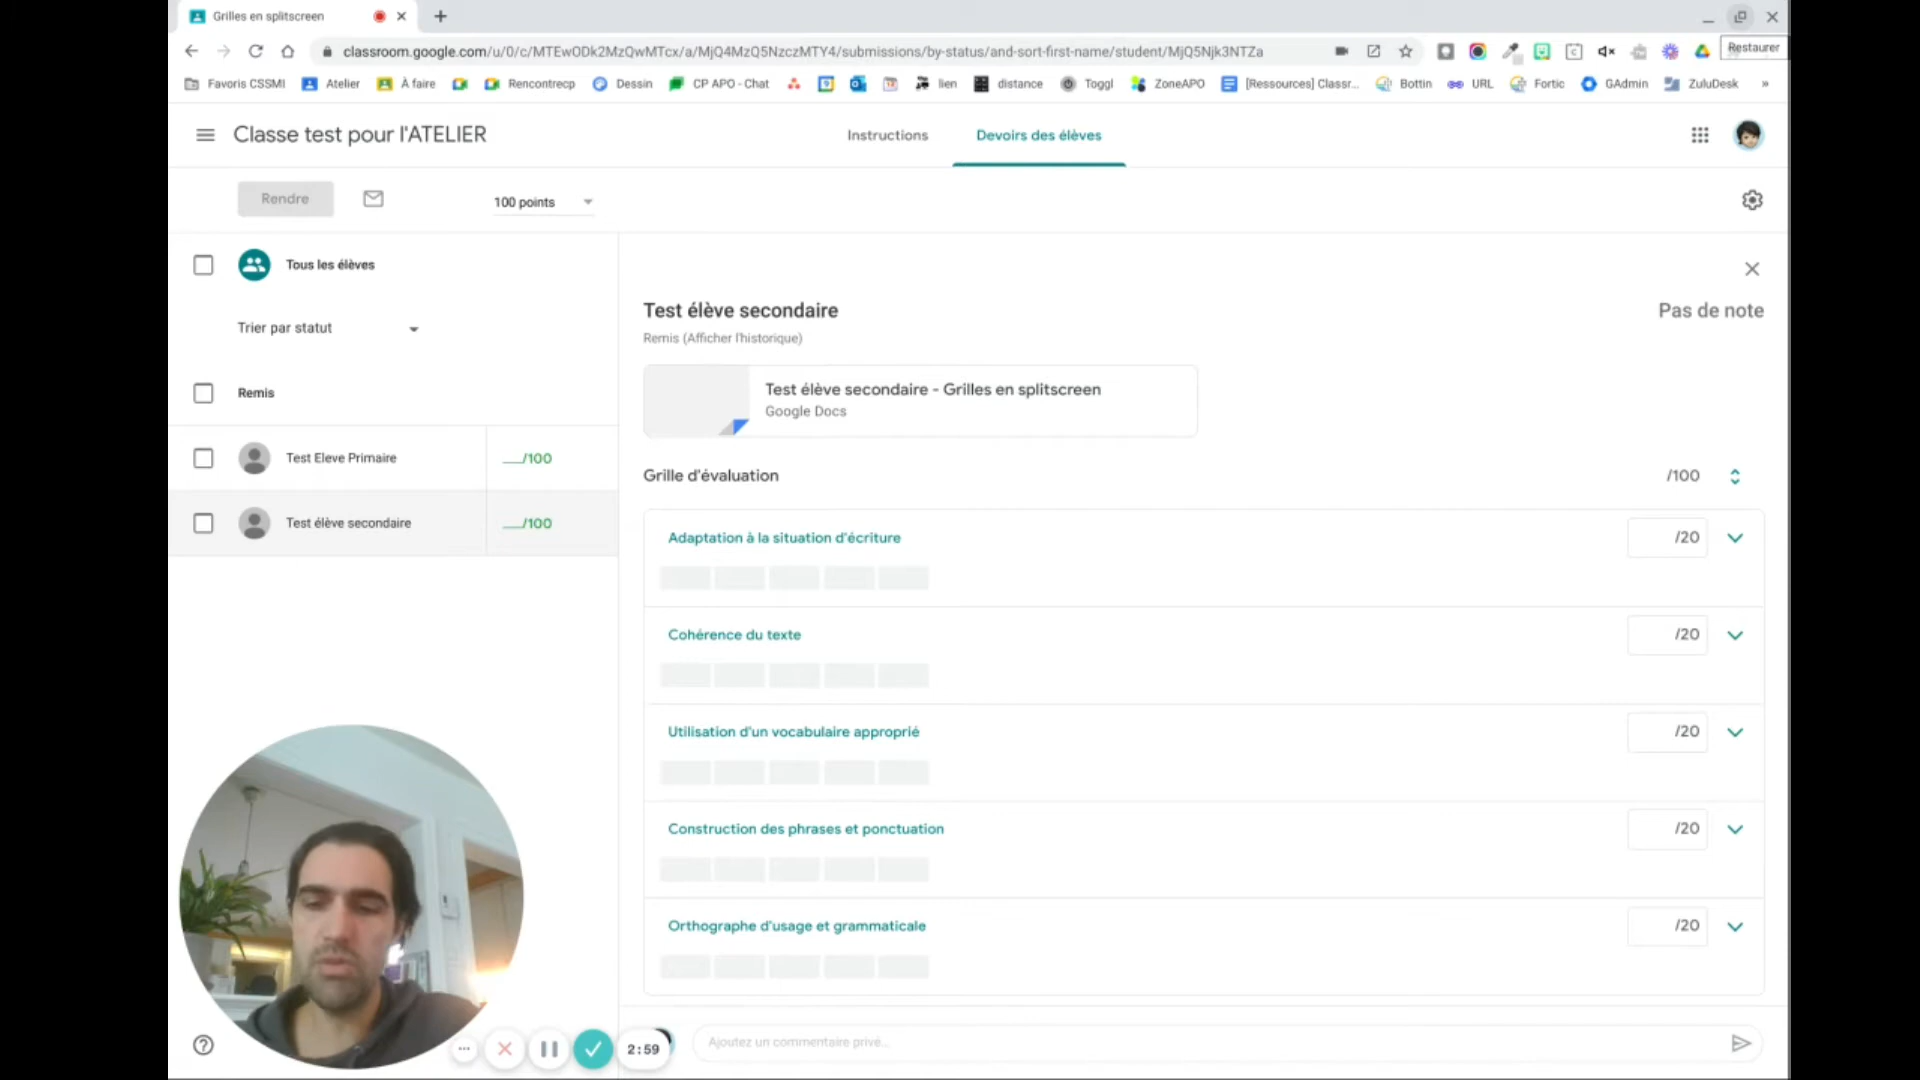 Grilles en splitscreen
classroom.google.com/u/0/c/MTEwODk2MzQwMTcx/a/MjQ4MzQ5NzczMTY4/submissions/by-status/and-sort-first-name/student/MjQ5Njk3NTZa
Restaurer
Favoris CSSMI Atelier À faire Rencontrecp Dessin CP APO - Chat lien distance Toggl ZoneAPO [Ressources] Classr... Bottin URL Fortic GAdmin ZuluDesk »
Classe test pour l'ATELIER
Instructions
Devoirs des élèves
Rendre
100 points
Tous les élèves
Trier par statut
Remis
Test Eleve Primaire
__/100
Test élève secondaire
__/100
Test élève secondaire
Pas de note
Remis (Afficher l'historique)
Test élève secondaire - Grilles en splitscreen
Google Docs
Grille d'évaluation
/100
Adaptation à la situation d'écriture
/20
Cohérence du texte
/20
Utilisation d'un vocabulaire approprié
/20
Construction des phrases et ponctuation
/20
Orthographe d'usage et grammaticale
/20
2:59
Ajoutez un commentaire privé...